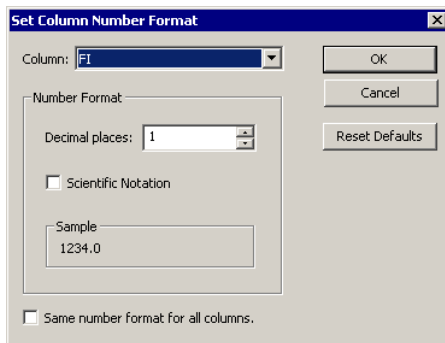 Set Column Number Format
Column: FI
OK
Number Format
Cancel
Decimal places: 1
Reset Defaults
Scientific Notation
Sample
1234.0
Same number format for all columns.